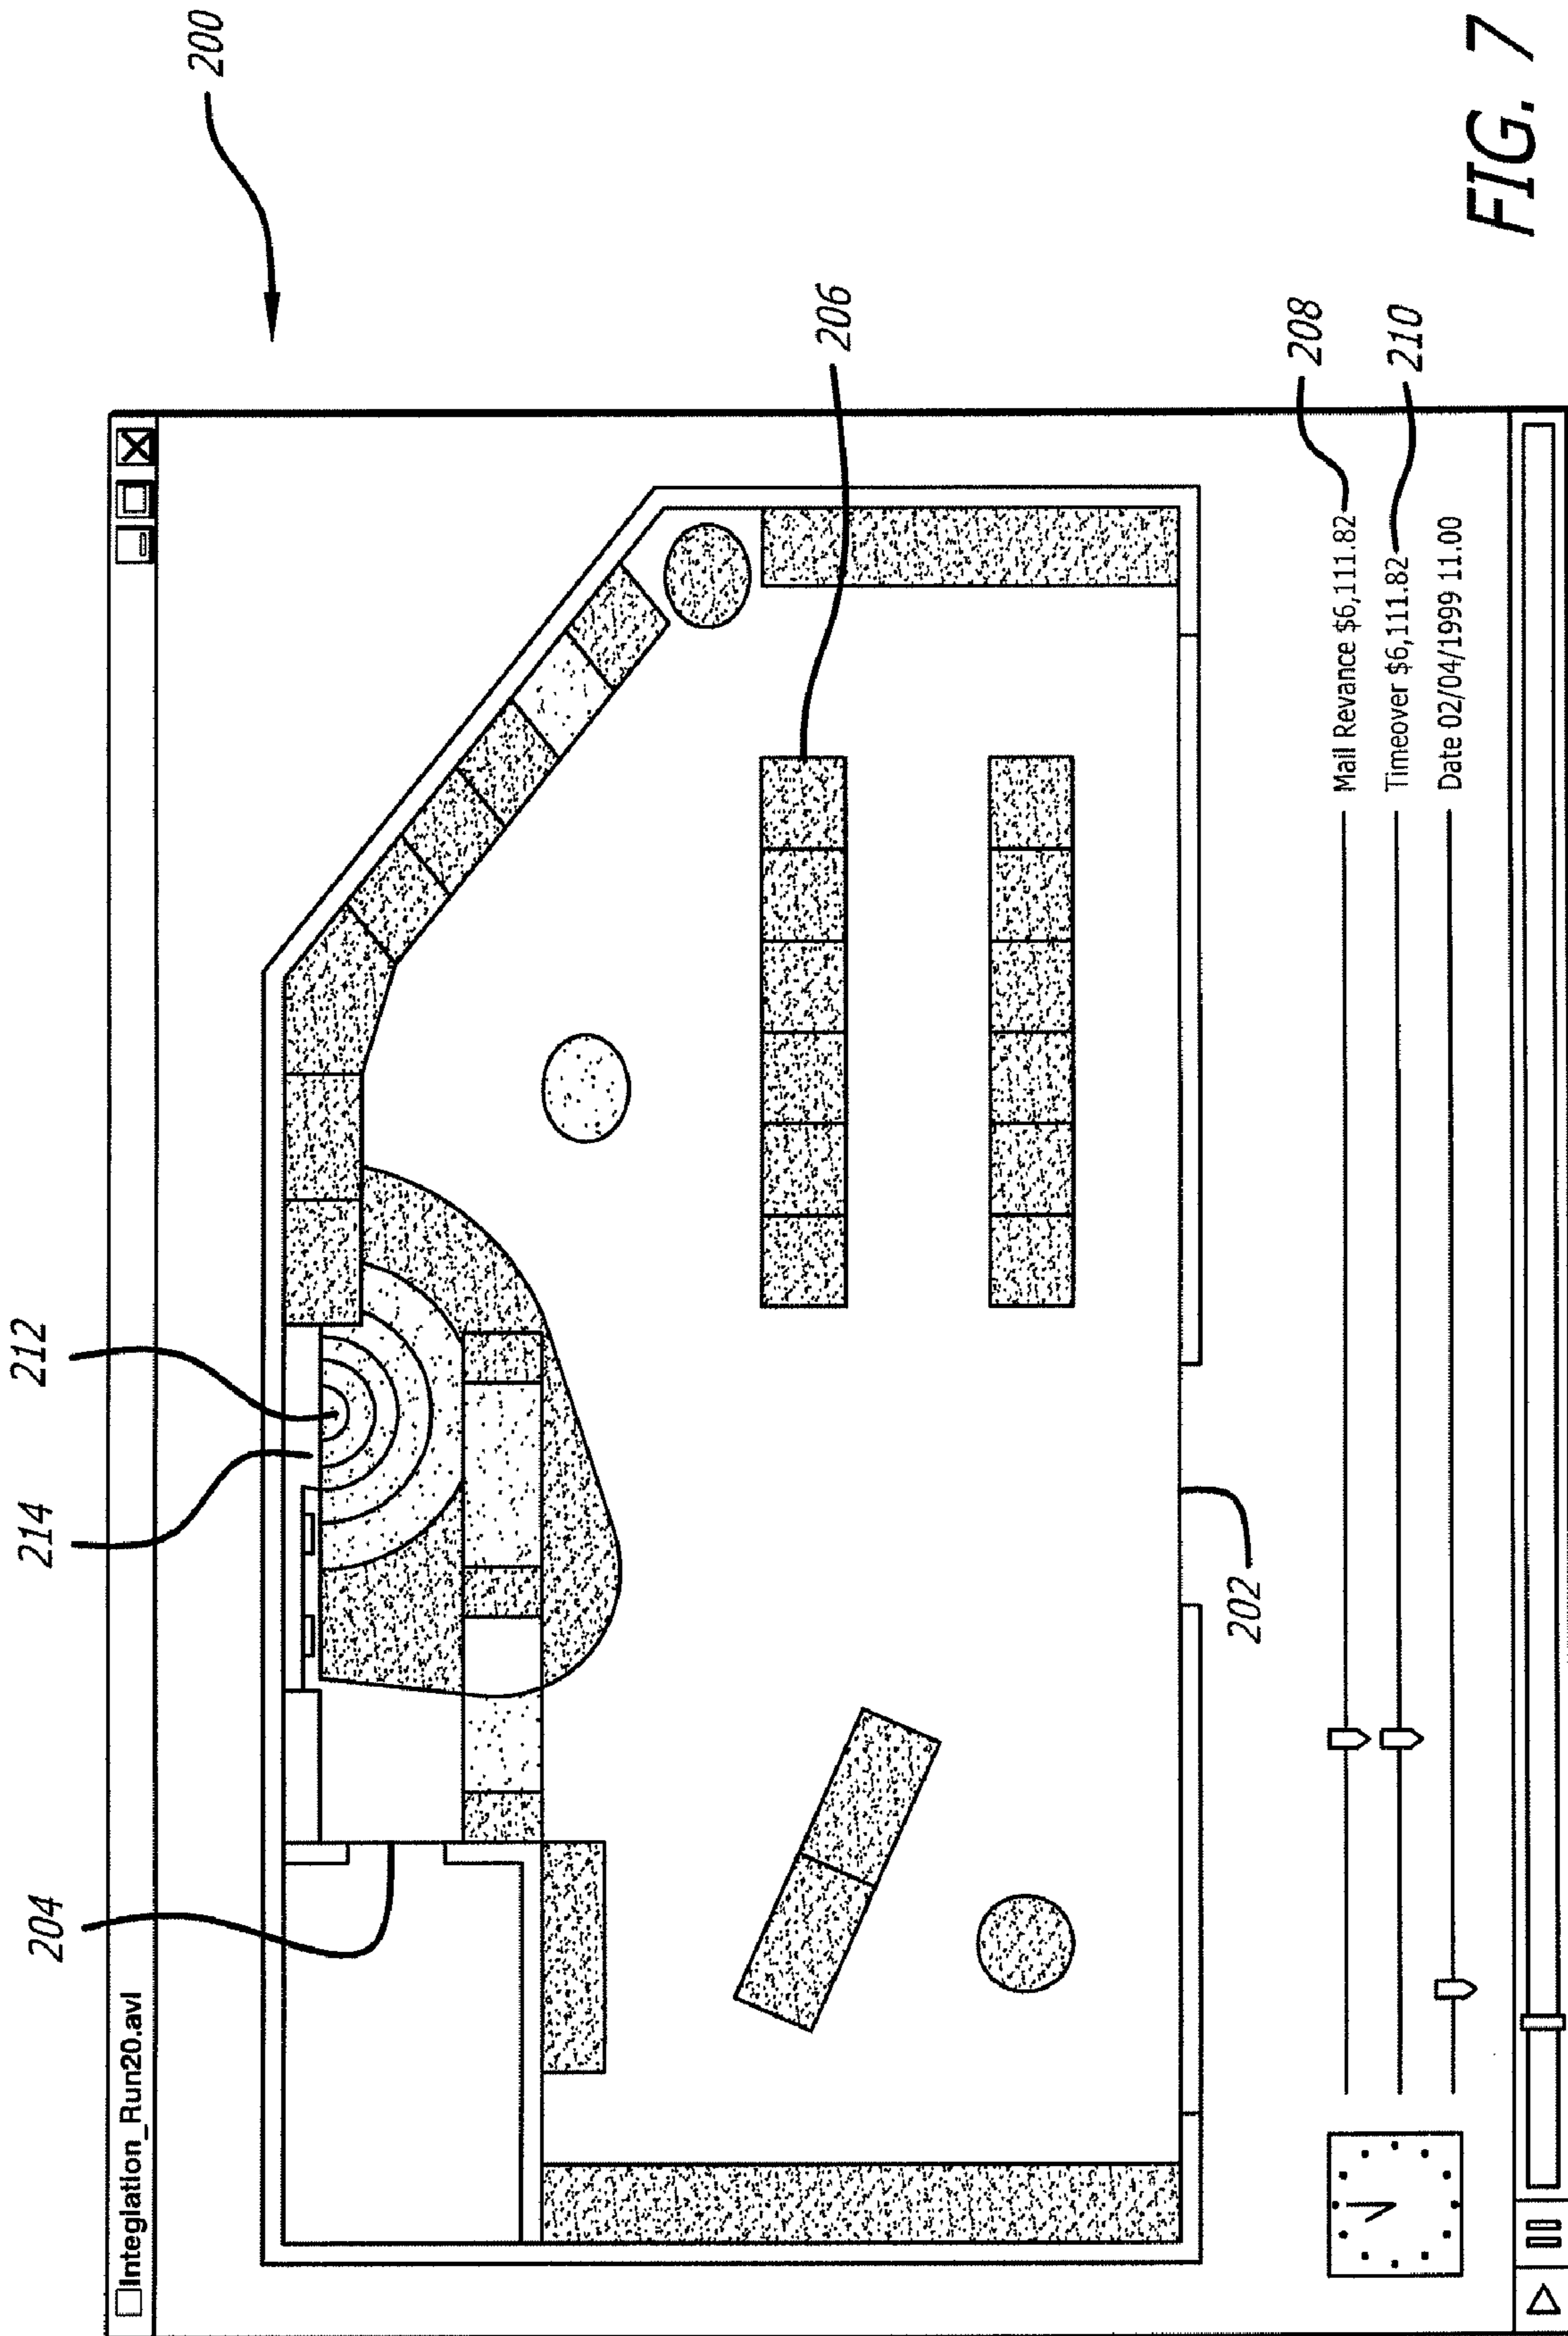 Integlation_Run20.avl
200
212
214
204
206
202
Mail Revance $6,111.82
208
Timeover $6,111.82
210
Date 02/04/1999 11.00
FIG. 7